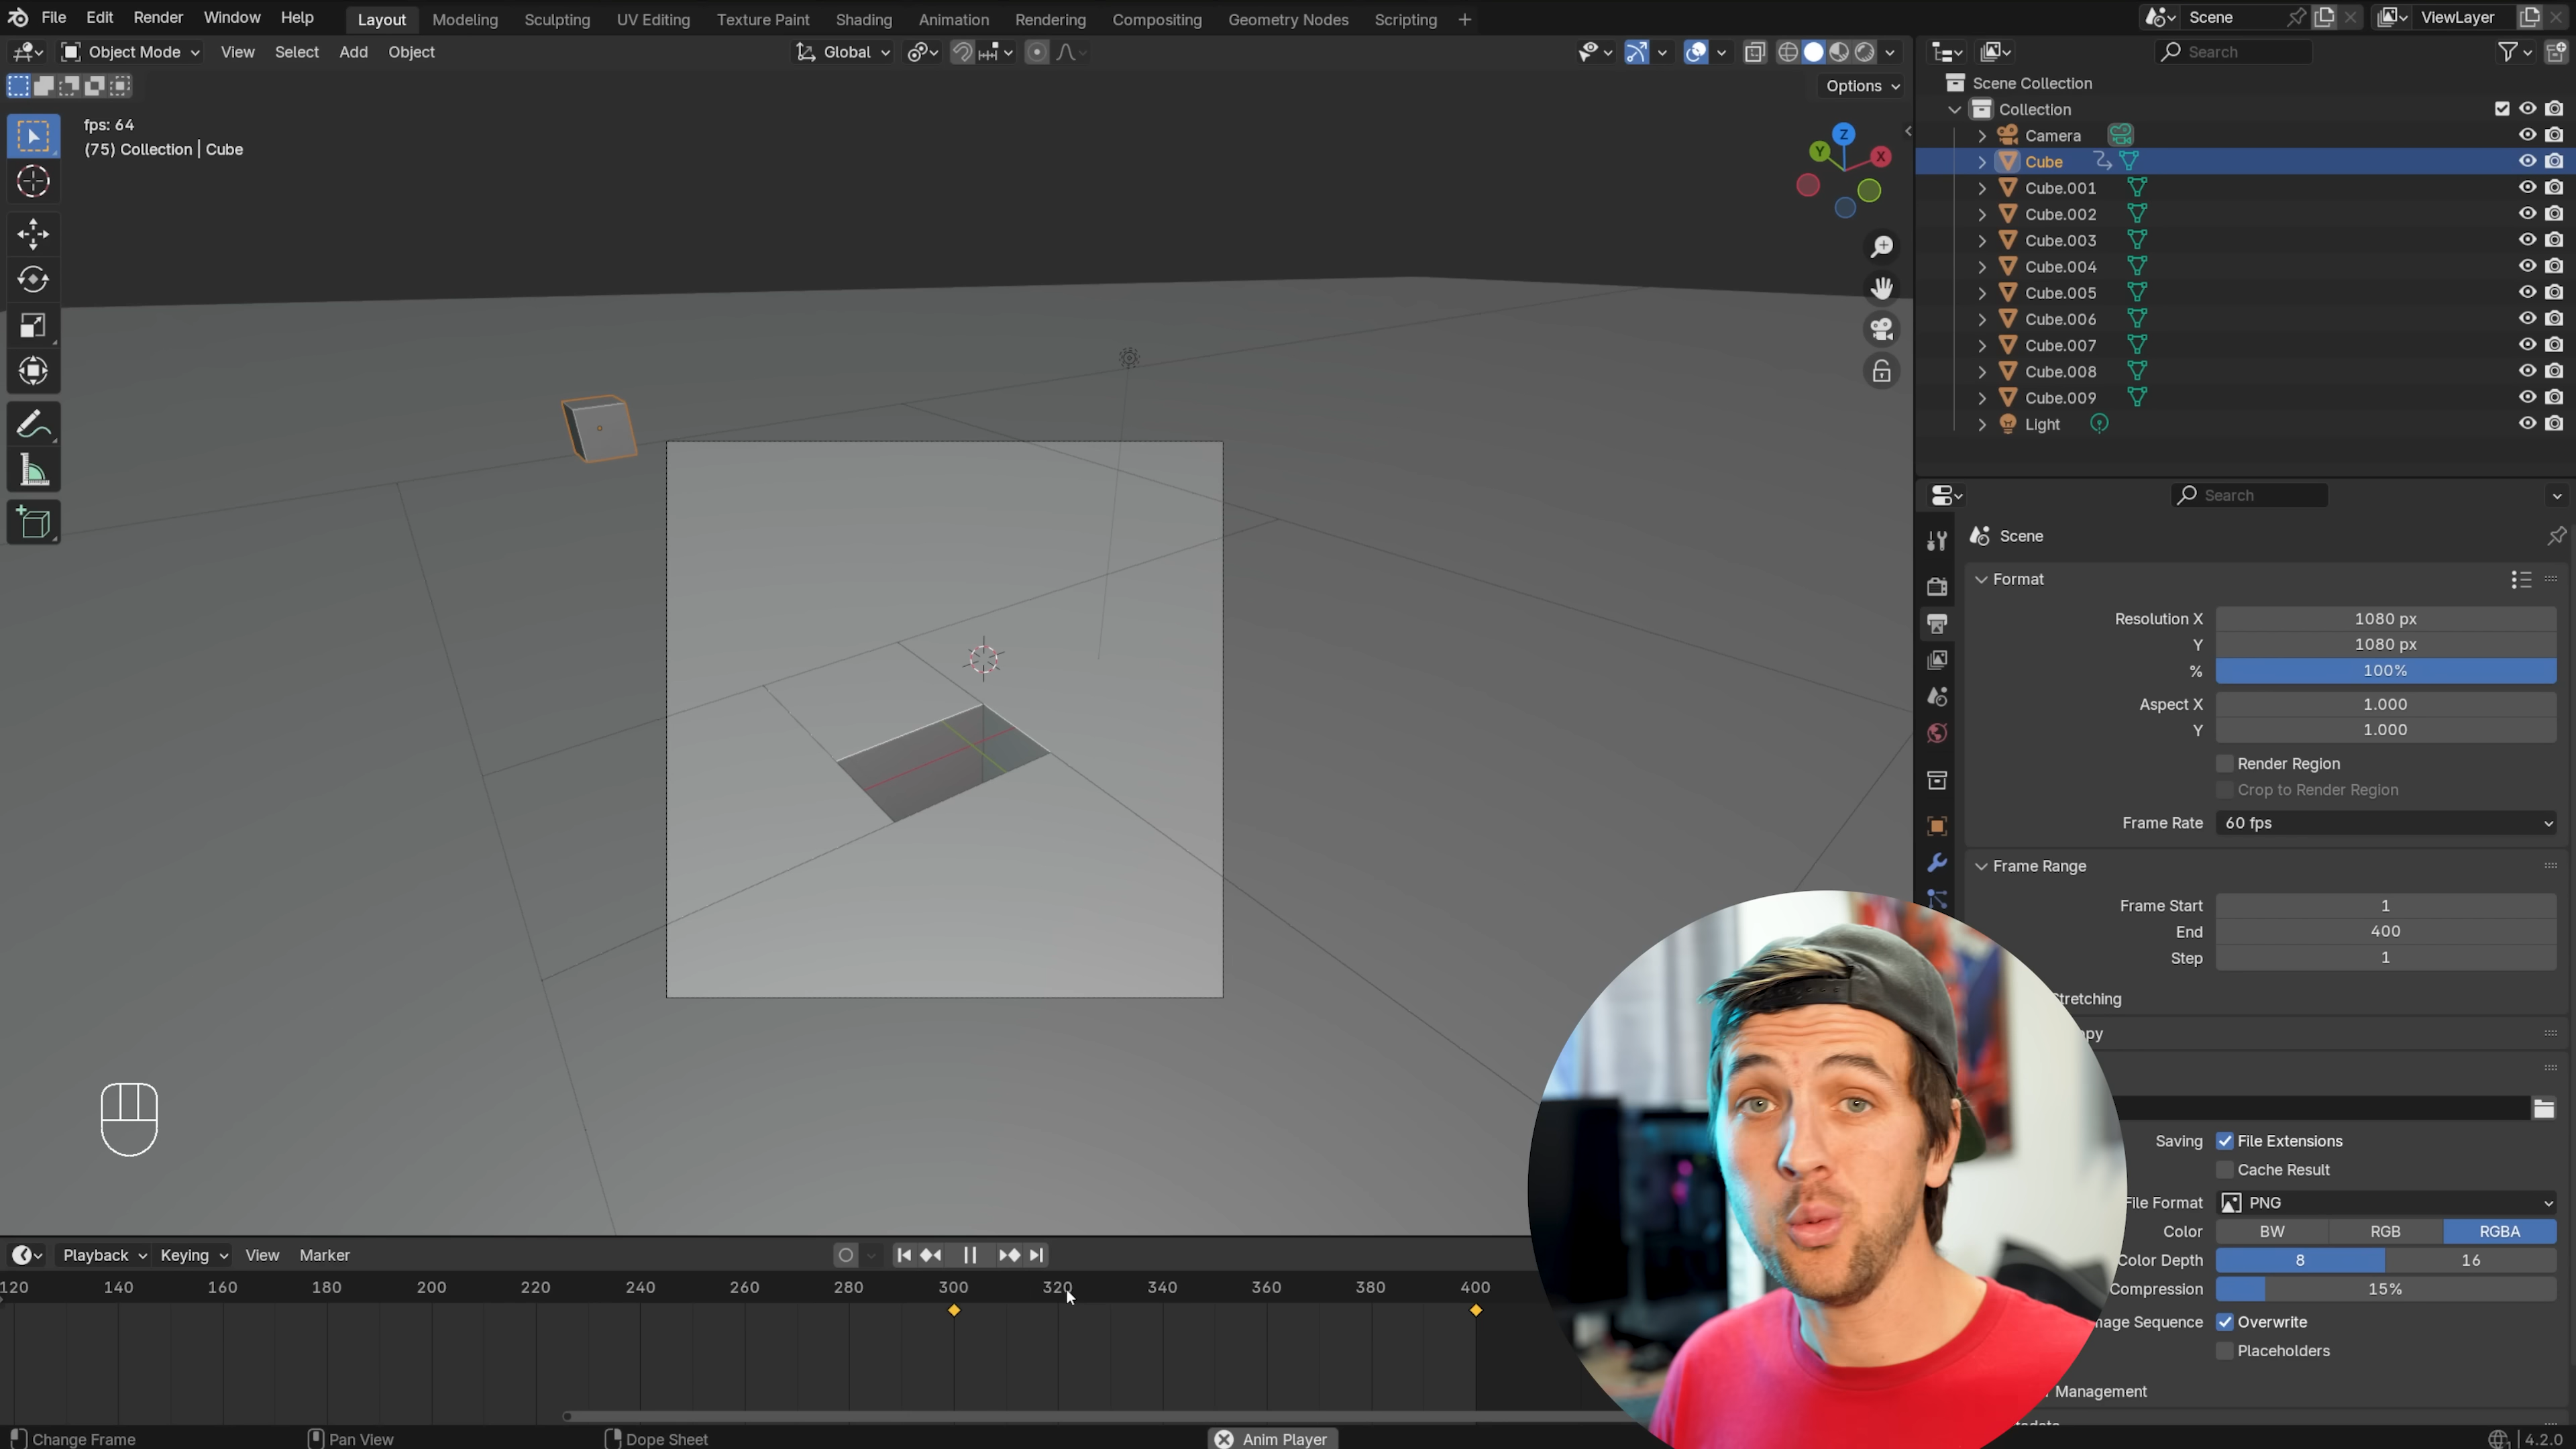 File Edit Render Window Help Layout Modeling Sculpting UV Editing Texture Paint Shading Animation Rendering Compositing Geometry Nodes Scripting + Scene ViewLayer
Object Mode View Select Add Object Global Search
Options
fps: 64
(75) Collection | Cube
Z
Y
X
Scene Collection
Collection
Camera
Cube
Cube.001
Cube.002
Cube.003
Cube.004
Cube.005
Cube.006
Cube.007
Cube.008
Cube.009
Light
Search
Scene
Format
Resolution X 1080 px
Y 1080 px
% 100%
Aspect X 1.000
Y 1.000
Render Region
Crop to Render Region
Frame Rate 60 fps
Frame Range
Frame Start 1
End 400
Step 1
Stretching
Saving File Extensions
Cache Result
File Format PNG
Color BW RGB RGBA
Color Depth 8 16
Compression 15%
mage Sequence Overwrite
Placeholders
Management
Playback Keying View Marker
120 140 160 180 200 220 240 260 280 300 320 340 360 380 400
Change Frame Pan View Dope Sheet Anim Player 4.2.0